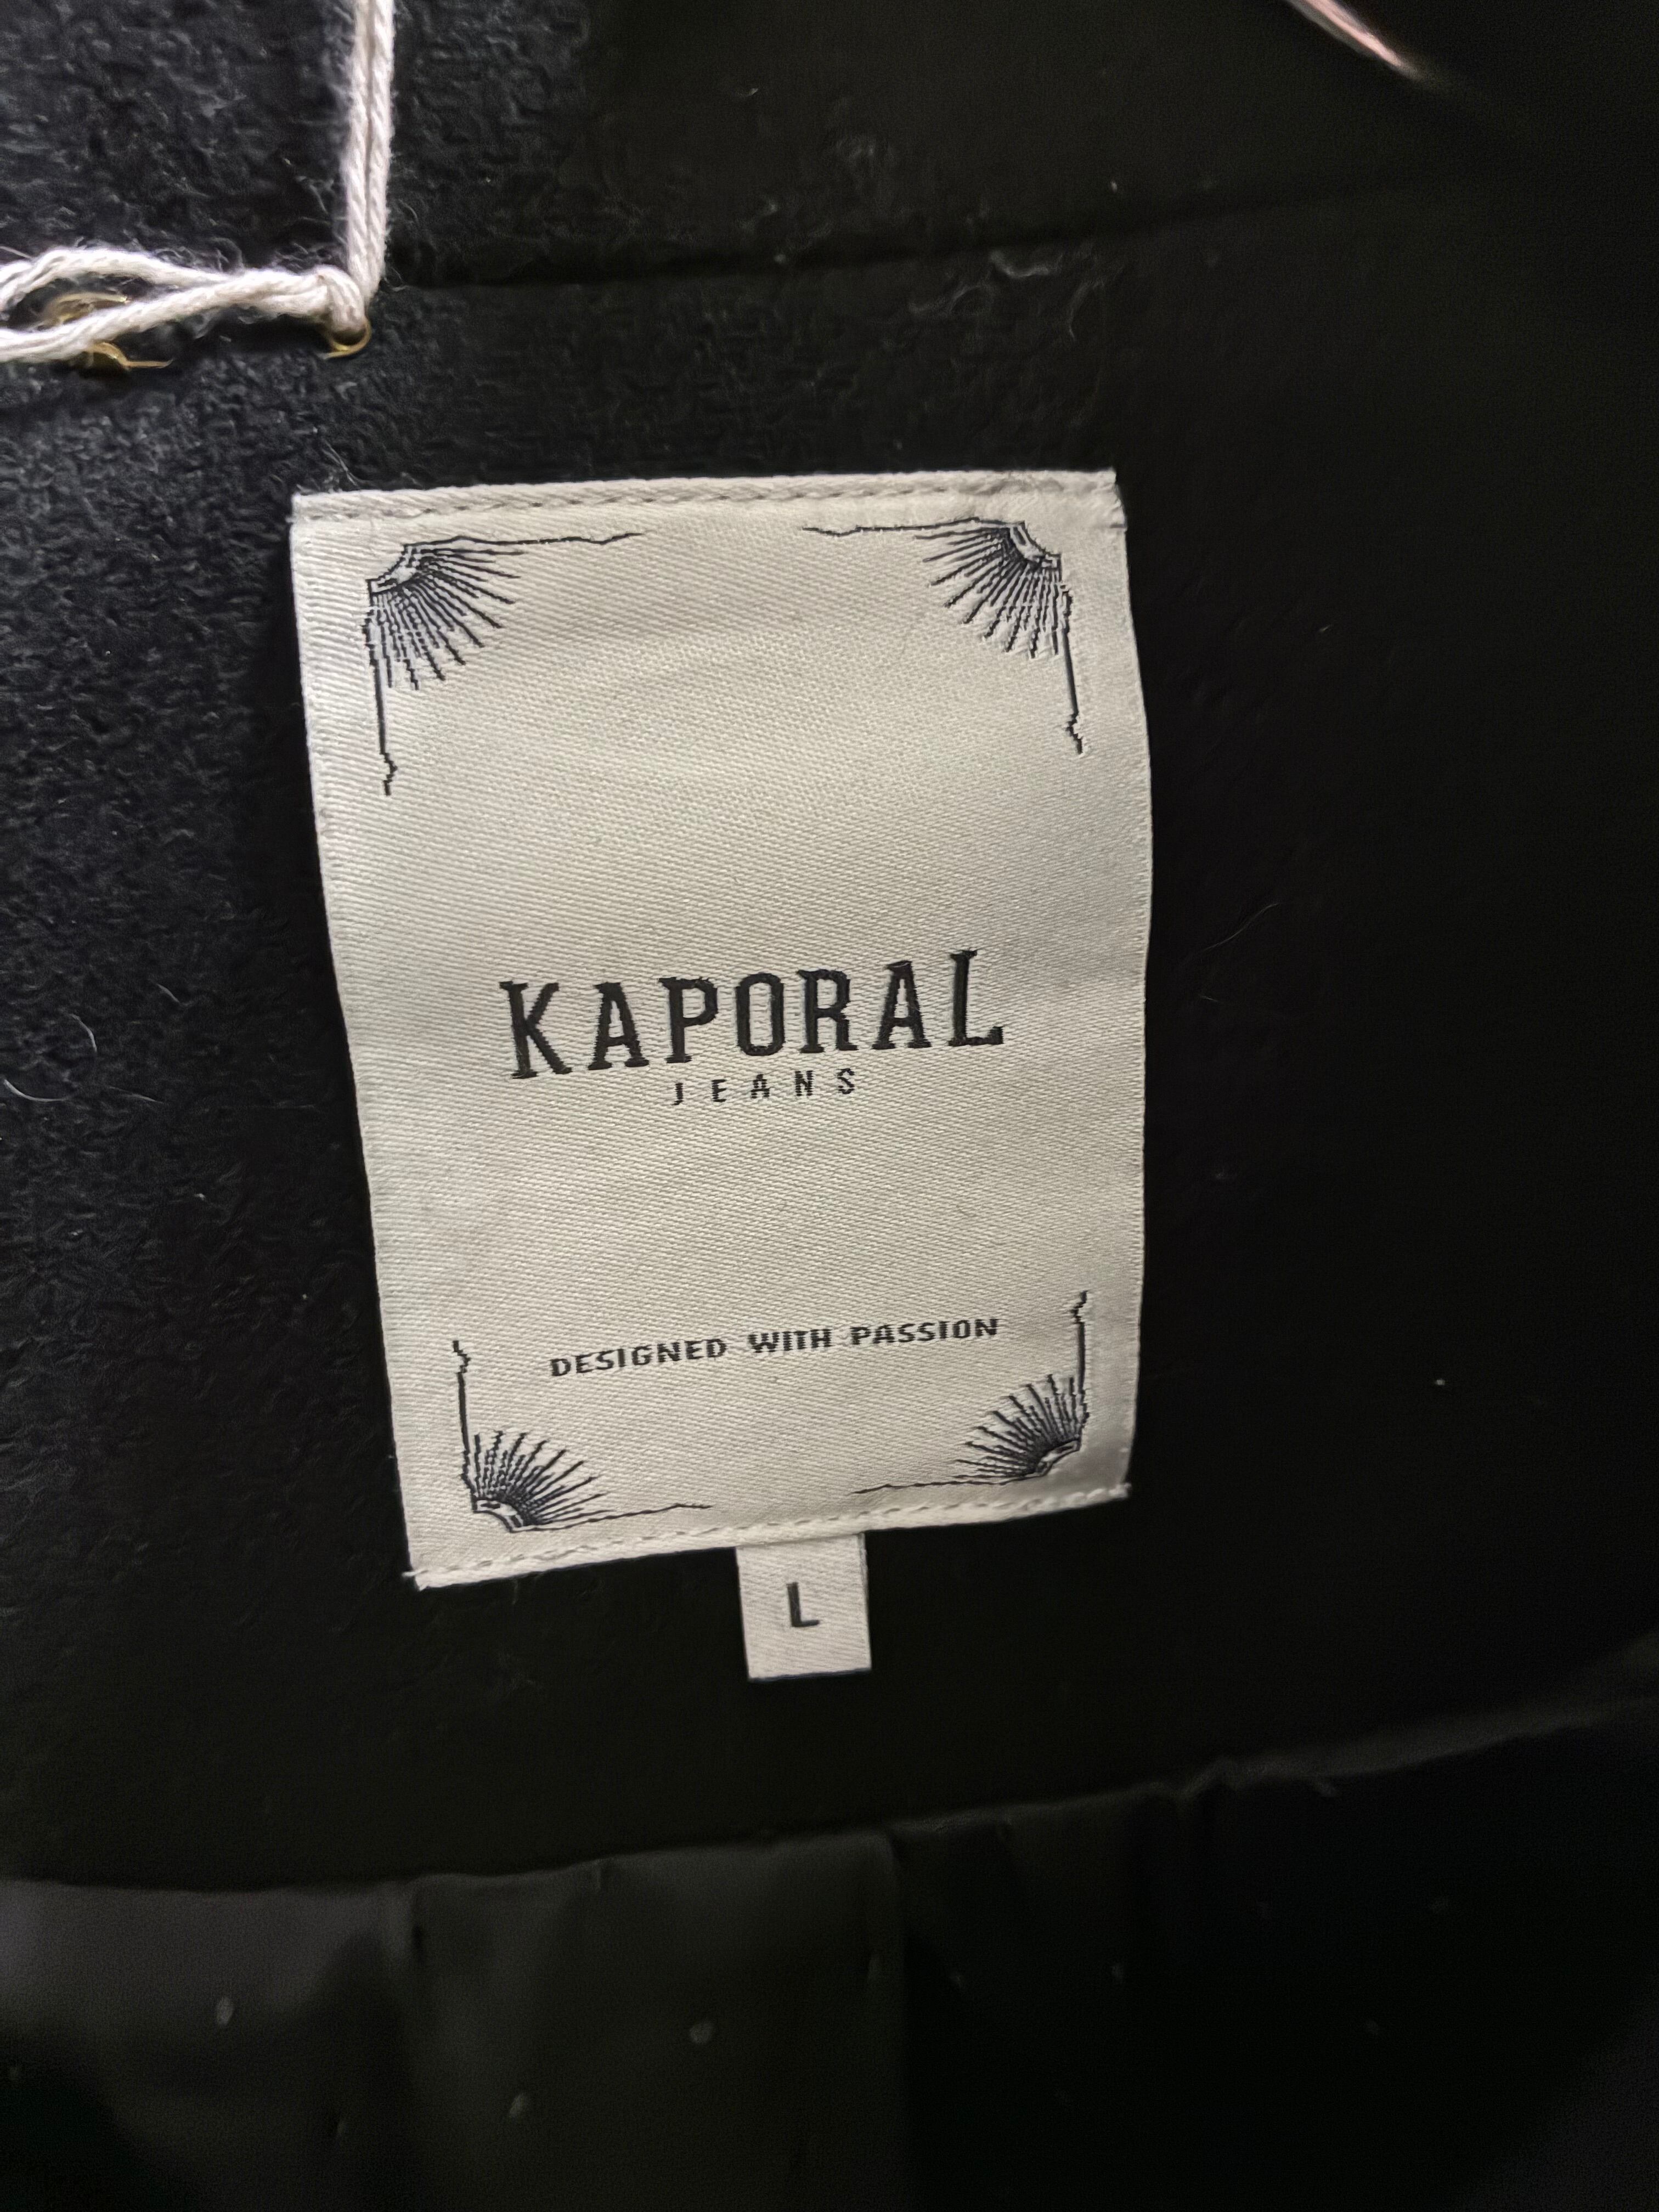 KAPORAL
JEANS
DESIGNED WITH PASSION
L